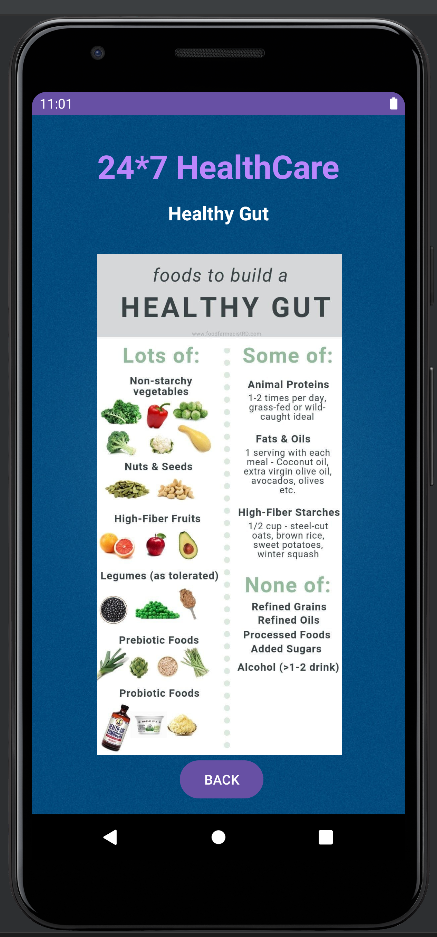 11:01
24*7 HealthCare
Healthy Gut
foods to build a
HEALTHY GUT
Lots of:
Non-starchy
vegetables
Nuts & Seeds
High-Fiber Fruits
Legumes (as tolerated)
Prebiotic Foods
Probiotic Foods
Some of:
Animal Proteins
1-2 times per day,
grass-fed or wild-
caught ideal
Fats & Oils
1 serving with each
meal - Coconut oil,
extra virgin olive oil,
avocados, olives
etc.
High-Fiber Starches
1/2 cup - steel-cut
oats, brown rice,
sweet potatoes,
winter squash
None of:
Refined Grains
Refined Oils
Processed Foods
Added Sugars
Alcohol (>1-2 drink)
BACK